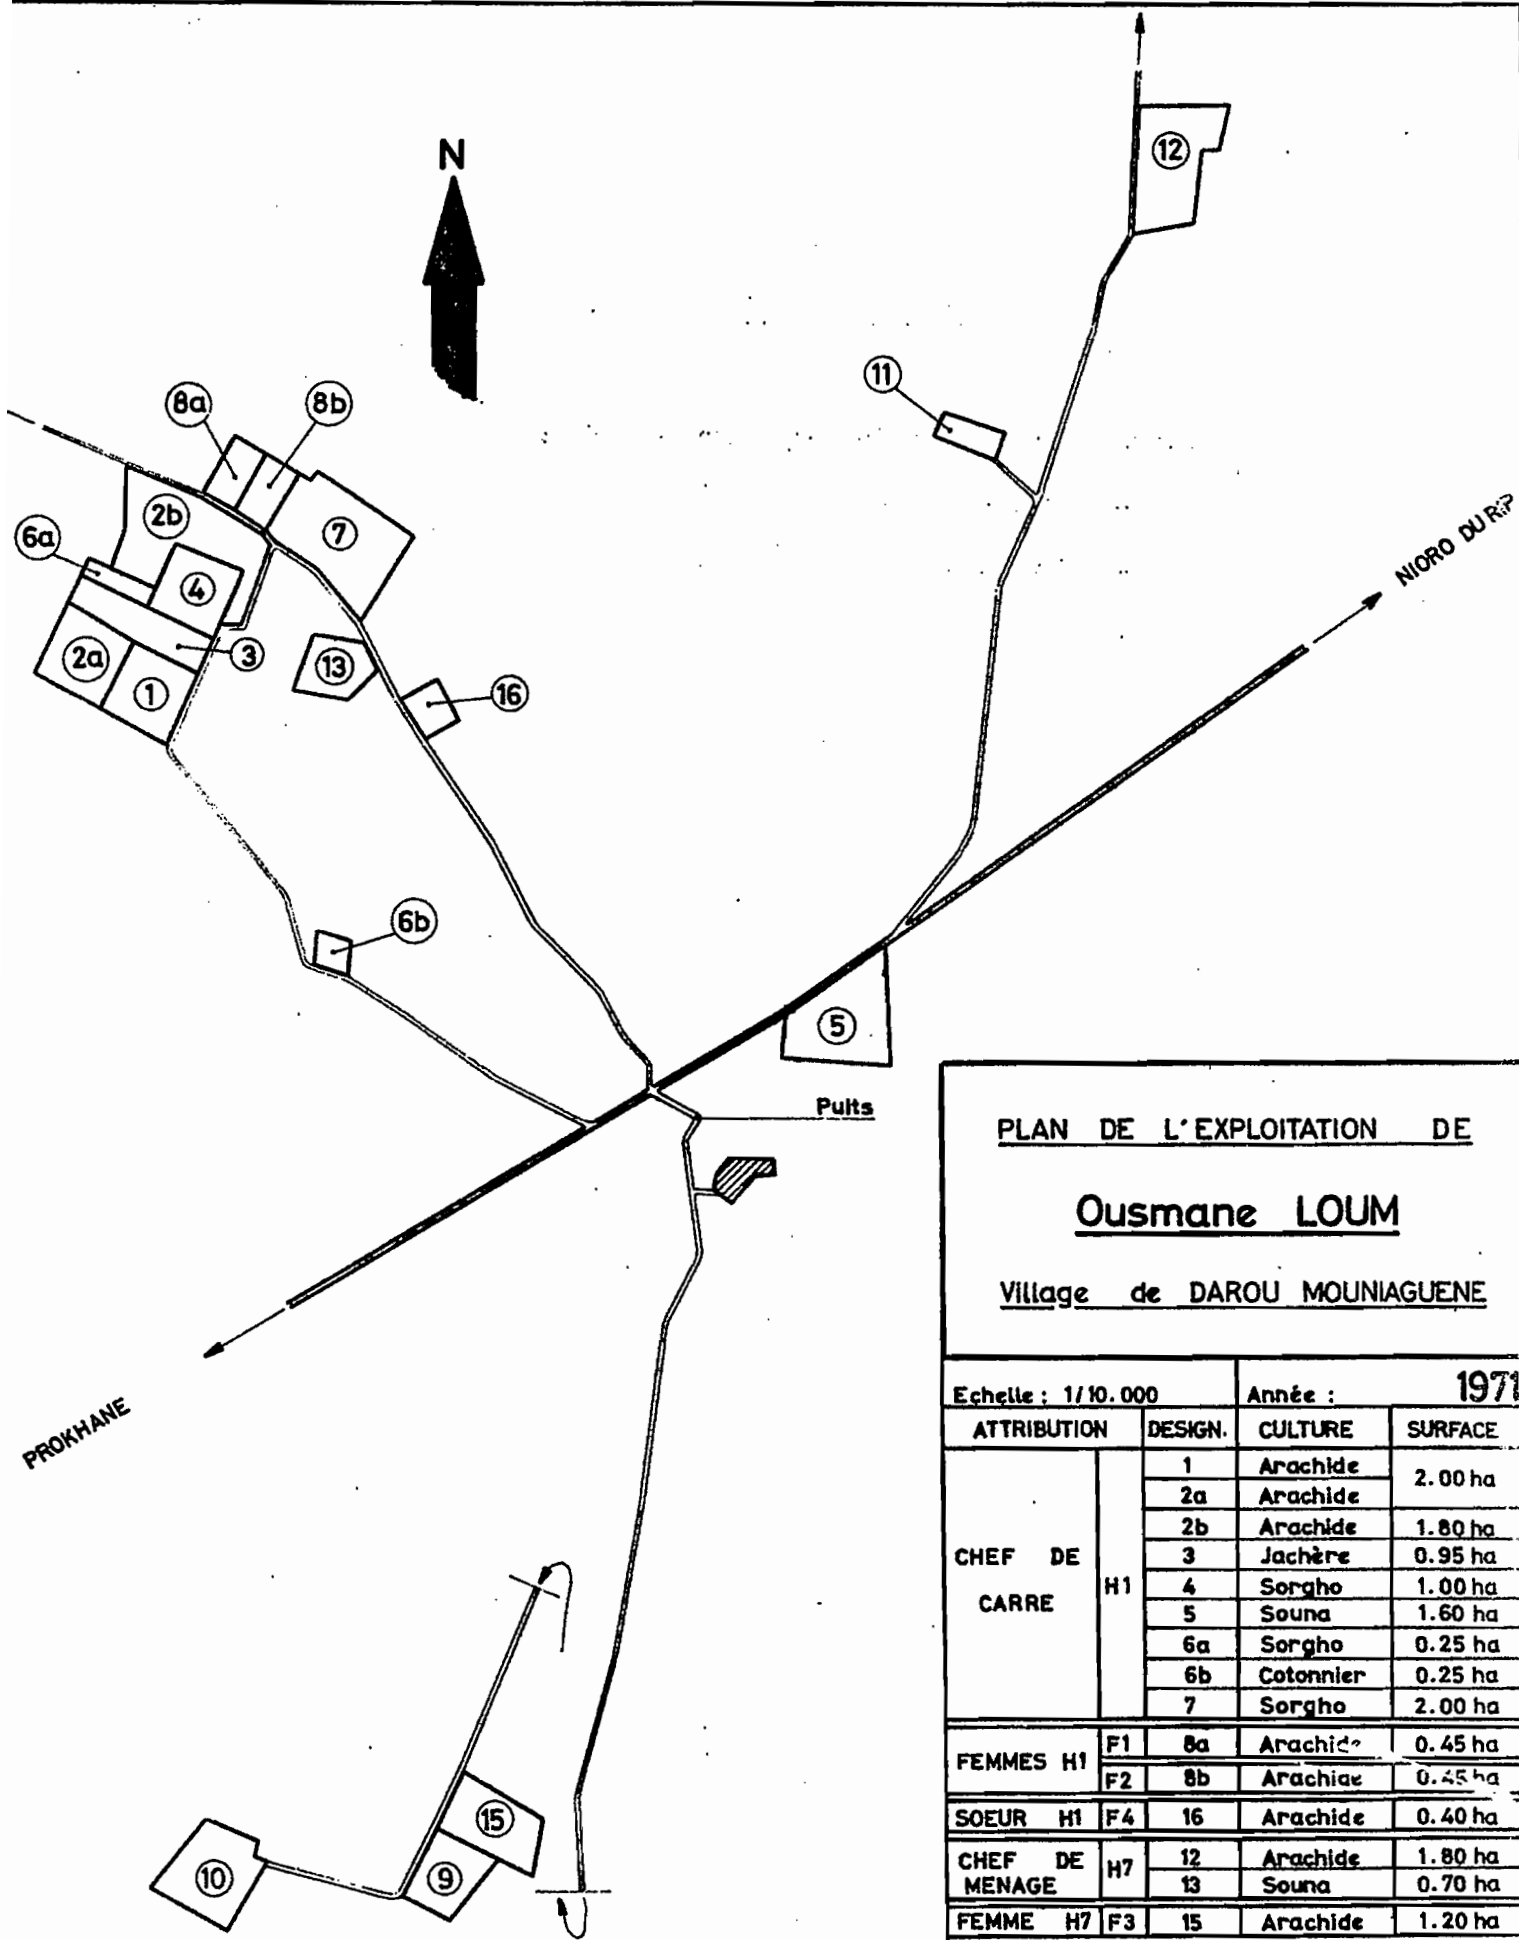 N
12
11
8a
8b
2b
7
6a
4
NIORO DU RIP
3
2a
13
1
16
6b
5
Puits
PROKHANE
15
10
9
PLAN DE L'EXPLOITATION DE
Ousmane LOUM
Village de DAROU MOUNIAGUENE
Echelle : 1/10.000 Année : 1971
ATTRIBUTION DESIGN. CULTURE SURFACE
CHEF DE CARRE H1 1 Arachide 2.00 ha
2a Arachide
2b Arachide 1.80 ha
3 Jachère 0.95 ha
4 Sorgho 1.00 ha
5 Souna 1.60 ha
6a Sorgho 0.25 ha
6b Cotonnier 0.25 ha
7 Sorgho 2.00 ha
FEMMES H1 F1 8a Arachide 0.45 ha
F2 8b Arachide 0.45 ha
SOEUR H1 F4 16 Arachide 0.40 ha
CHEF DE MENAGE H7 12 Arachide 1.80 ha
13 Souna 0.70 ha
FEMME H7 F3 15 Arachide 1.20 ha